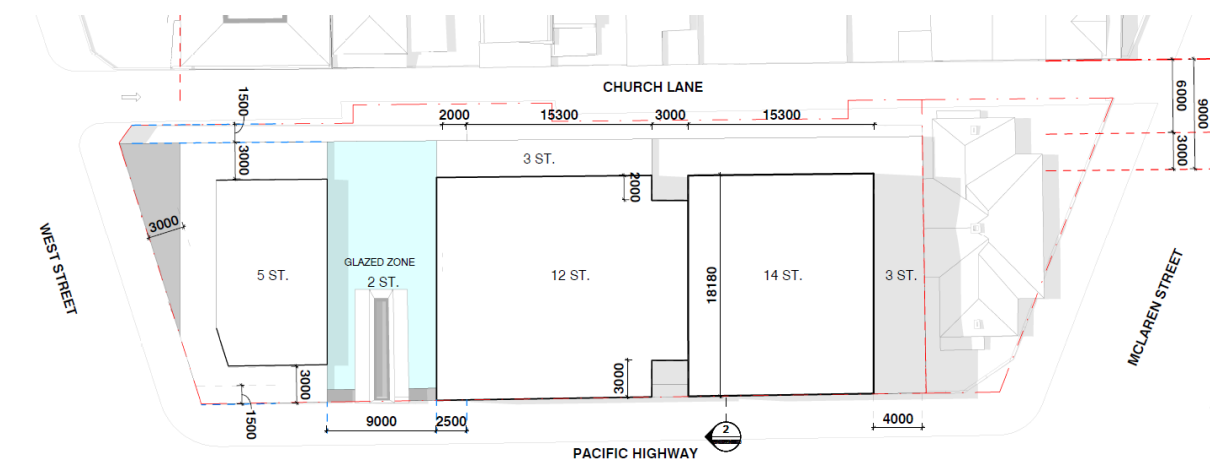 CHURCH LANE
1500
2000
15300
3000
15300
6000
9000
3000
3000
3 ST.
2000
3000
WEST STREET
GLAZED ZONE
5 ST.
2 ST.
12 ST.
14 ST.
3 ST.
18180
MCLAREN STREET
3000
3000
1500
9000
2500
2
4000
PACIFIC HIGHWAY